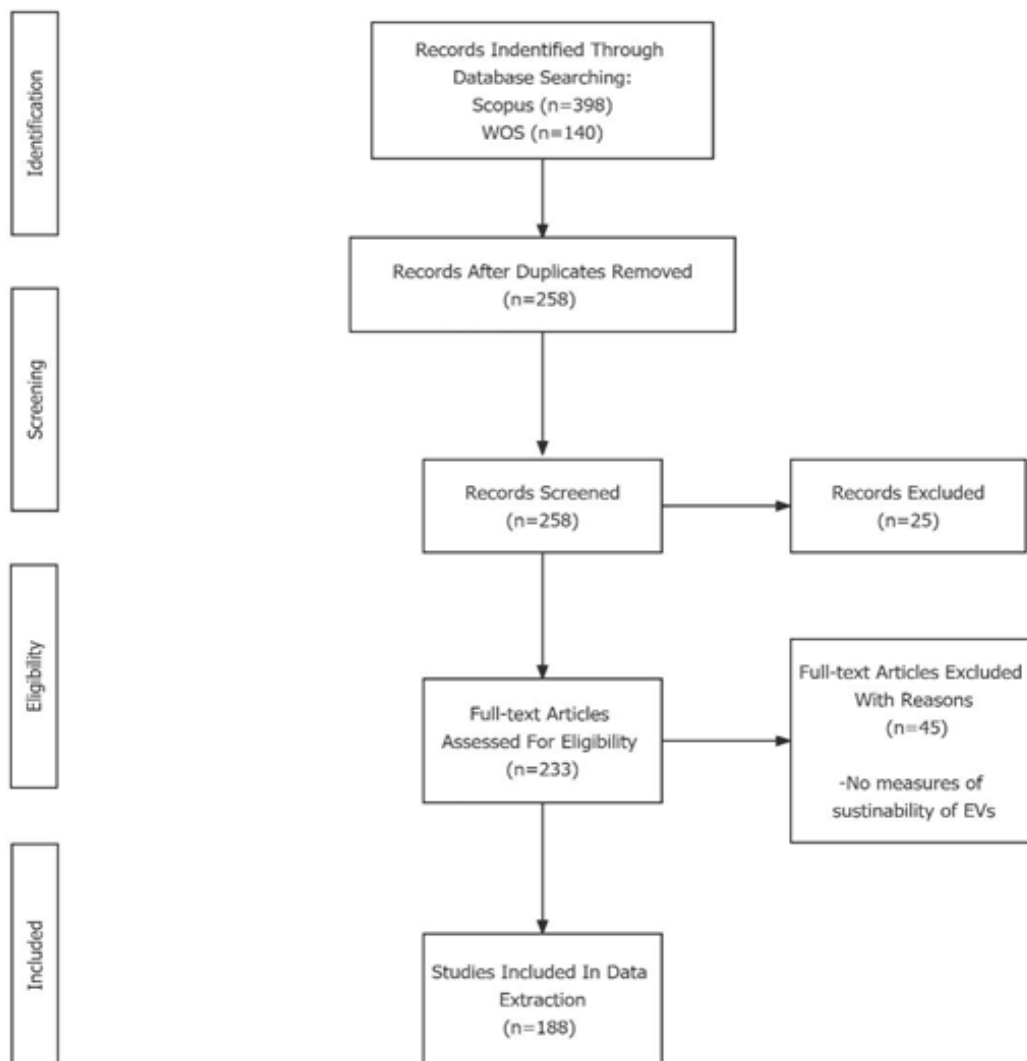 Identification
Records Indentified Through
Database Searching:
Scopus (n=398)
WOS (n=140)
Records After Duplicates Removed
(n=258)
Screening
Records Screened
(n=258)
Records Excluded
(n=25)
Eligibility
Full-text Articles
Assessed For Eligibility
(n=233)
Full-text Articles Excluded
With Reasons
(n=45)
-No measures of
sustinability of EVs
Included
Studies Included In Data
Extraction
(n=188)